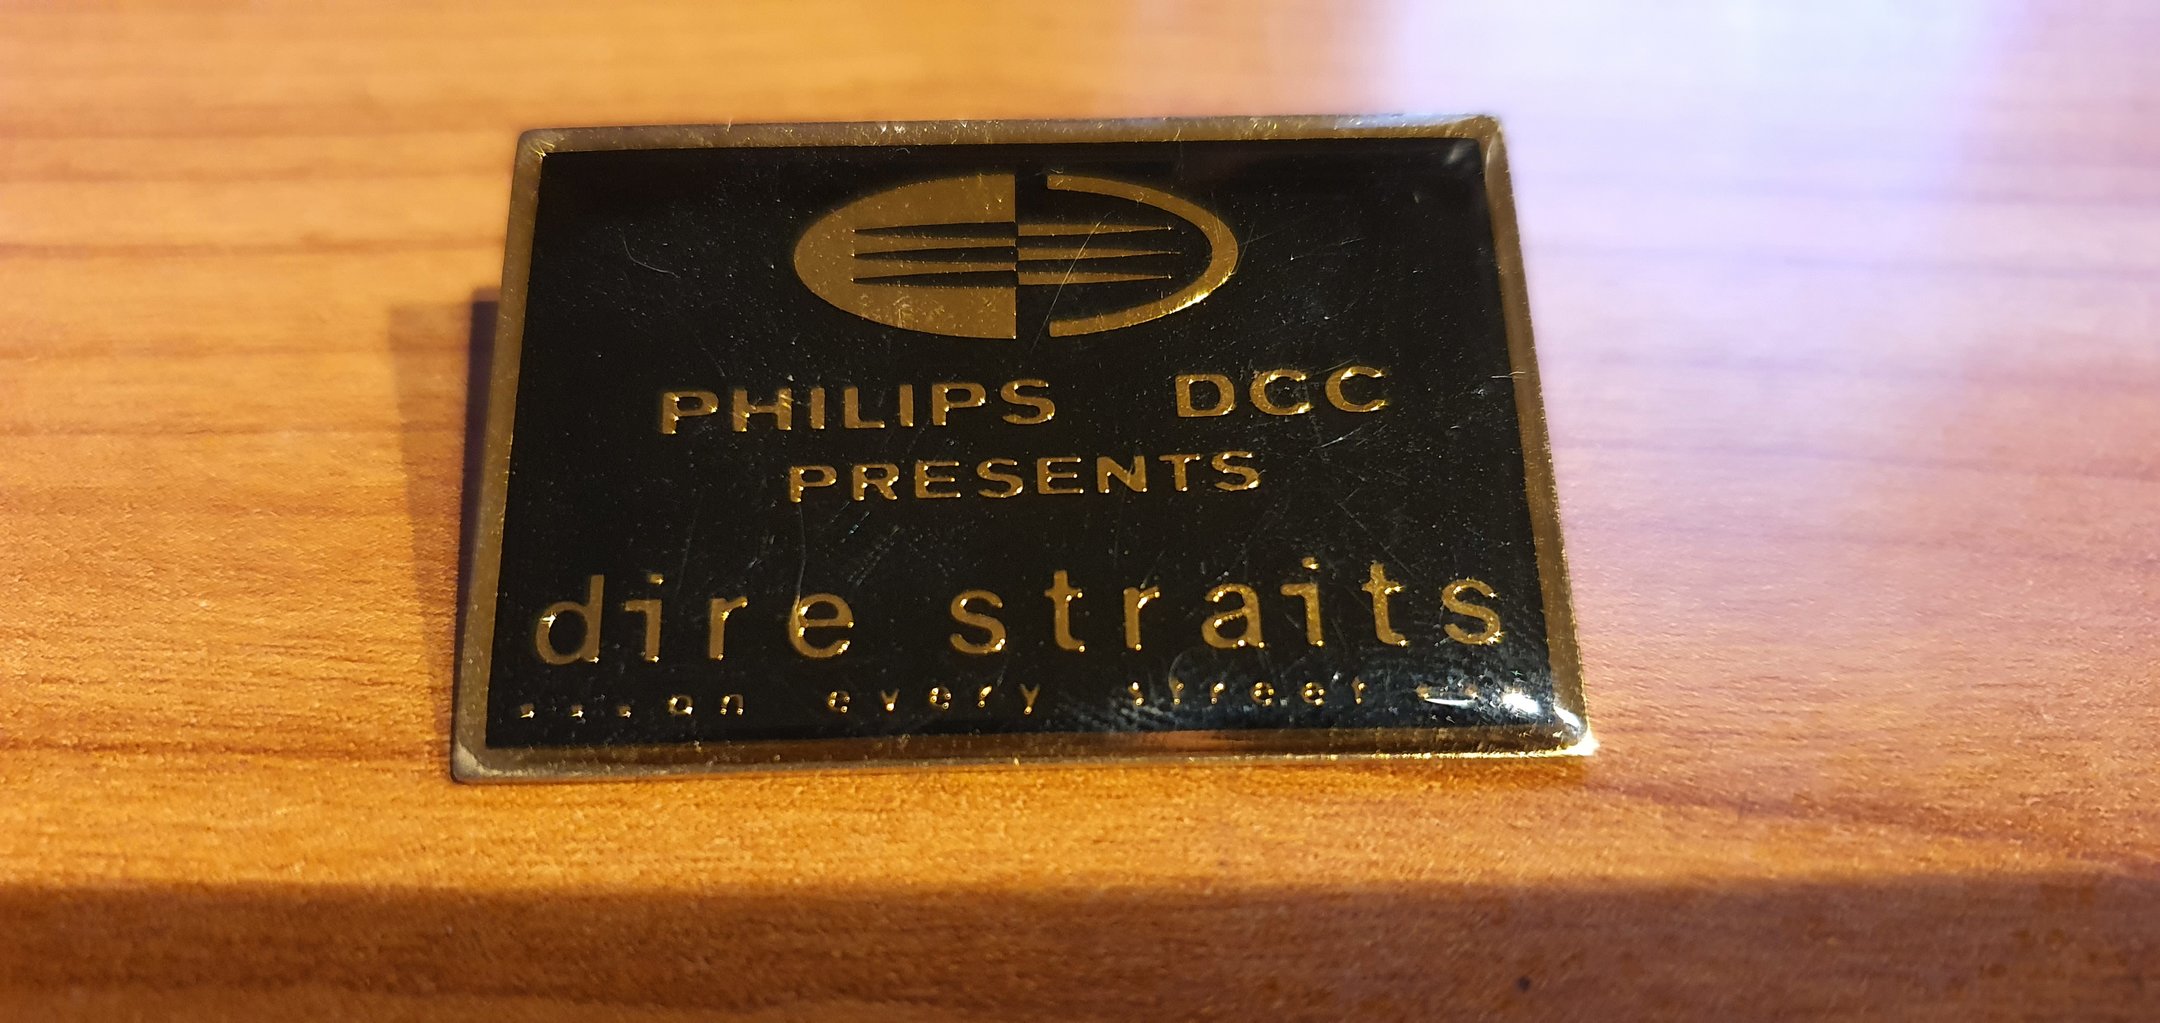 PHILIPS DCC
PRESENTS
dire straits
....on every street...